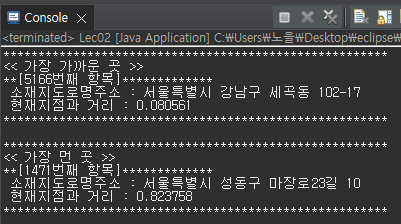 Console
<terminated> Lec02 [Java Application] C:₩Users₩노을₩Desktop₩eclipse₩
*****************************************************
<< 가장 가까운 곳 >>
**[5166번째 항목]*************
소재지도로명주소 : 서울특별시 강남구 세곡동 102-17
현재지점과 거리 : 0.080561
*****************************************************
*****************************************************
<< 가장 먼 곳 >>
**[1471번째 항목]*************
소재지도로명주소 : 서울특별시 성동구 마장로23길 10
현재지점과 거리 : 0.823758
*****************************************************